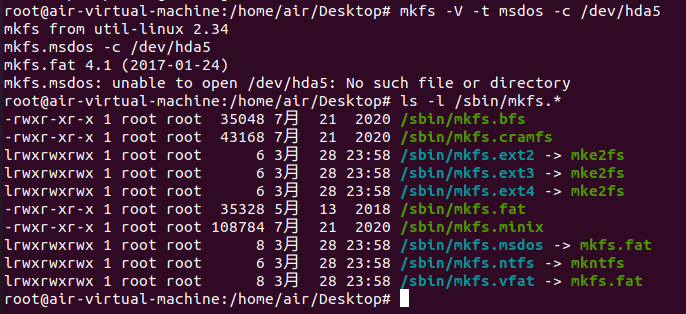 root@air-virtual-machine:/home/air/Desktop# mkfs -V -t msdos -c /dev/hda5
mkfs from util-linux 2.34
mkfs.msdos -c /dev/hda5
mkfs.fat 4.1 (2017-01-24)
mkfs.msdos: unable to open /dev/hda5: No such file or directory
root@air-virtual-machine:/home/air/Desktop# ls -l /sbin/mkfs.*
-rwxr-xr-x 1 root root  35048 7月  21  2020 /sbin/mkfs.bfs
-rwxr-xr-x 1 root root  43168 7月  21  2020 /sbin/mkfs.cramfs
lrwxrwxrwx 1 root root      6 3月  28 23:58 /sbin/mkfs.ext2 -> mke2fs
lrwxrwxrwx 1 root root      6 3月  28 23:58 /sbin/mkfs.ext3 -> mke2fs
lrwxrwxrwx 1 root root      6 3月  28 23:58 /sbin/mkfs.ext4 -> mke2fs
-rwxr-xr-x 1 root root  35328 5月  13  2018 /sbin/mkfs.fat
-rwxr-xr-x 1 root root 108784 7月  21  2020 /sbin/mkfs.minix
lrwxrwxrwx 1 root root      8 3月  28 23:58 /sbin/mkfs.msdos -> mkfs.fat
lrwxrwxrwx 1 root root      6 3月  28 23:58 /sbin/mkfs.ntfs -> mkntfs
lrwxrwxrwx 1 root root      8 3月  28 23:58 /sbin/mkfs.vfat -> mkfs.fat
root@air-virtual-machine:/home/air/Desktop#